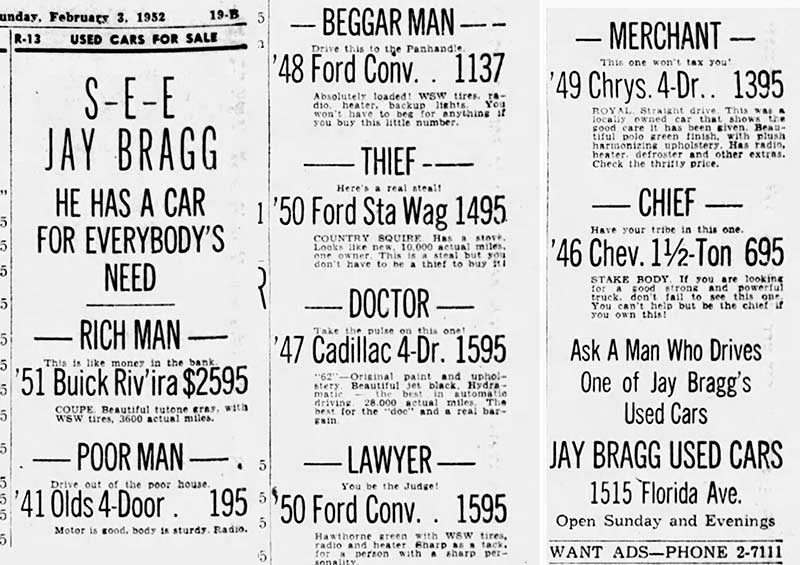 unday, February 3, 1952 19-B
R-13 USED CARS FOR SALE
S-E-E
JAY BRAGG
HE HAS A CAR
FOR EVERYBODY'S
NEED
— RICH MAN —
This is like money in the bank.
'51 Buick Riv'ira $2595
COUPE. Beautiful tutone gray, with
WSW tires, 3600 actual miles.
— POOR MAN —
Drive out of the poor house.
'41 Olds 4-Door . 195
Motor is good, body is sturdy. Radio.
— BEGGAR MAN —
Drive this to the Panhandle.
'48 Ford Conv. . 1137
Absolutely loaded! WSW tires, ra-
dio, heater, backup lights. You
won't have to beg for anything if
you buy this little number.
— THIEF —
Here's a real steal!
'50 Ford Sta Wag 1495
COUNTRY SQUIRE. Has a stove.
Looks like new, 10,000 actual miles,
one owner. This is a steal but you
don't have to be a thief to buy it!
— DOCTOR —
Take the pulse on this one!
'47 Cadillac 4-Dr. 1595
"62"—Original paint and uphol-
stery. Beautiful jet black, Hydra-
matic — the best in automatic
driving. 28,000 actual miles. The
best for the "doc" and a real bar-
gain.
— LAWYER —
You be the Judge!
'50 Ford Conv. . 1595
Hawthorne green with WSW tires,
radio and heater. Sharp as a tack,
for a person with a sharp per-
sonality.
— MERCHANT —
This one won't tax you!
'49 Chrys. 4-Dr. . 1395
ROYAL. Straight drive. This was a
locally owned car that shows the
good care it has been given. Beau-
tiful polo green finish, with plush
harmonizing upholstery. Has radio,
heater, defroster and other extras.
Check the thrifty price.
— CHIEF —
Have your tribe in this one.
'46 Chev. 1½-Ton 695
STAKE BODY. If you are looking
for a good strong and powerful
truck, don't fail to see this one.
You can't help but be the chief if
you own this!
Ask A Man Who Drives
One of Jay Bragg's
Used Cars
JAY BRAGG USED CARS
1515 Florida Ave.
Open Sunday and Evenings
WANT ADS—PHONE 2-7111